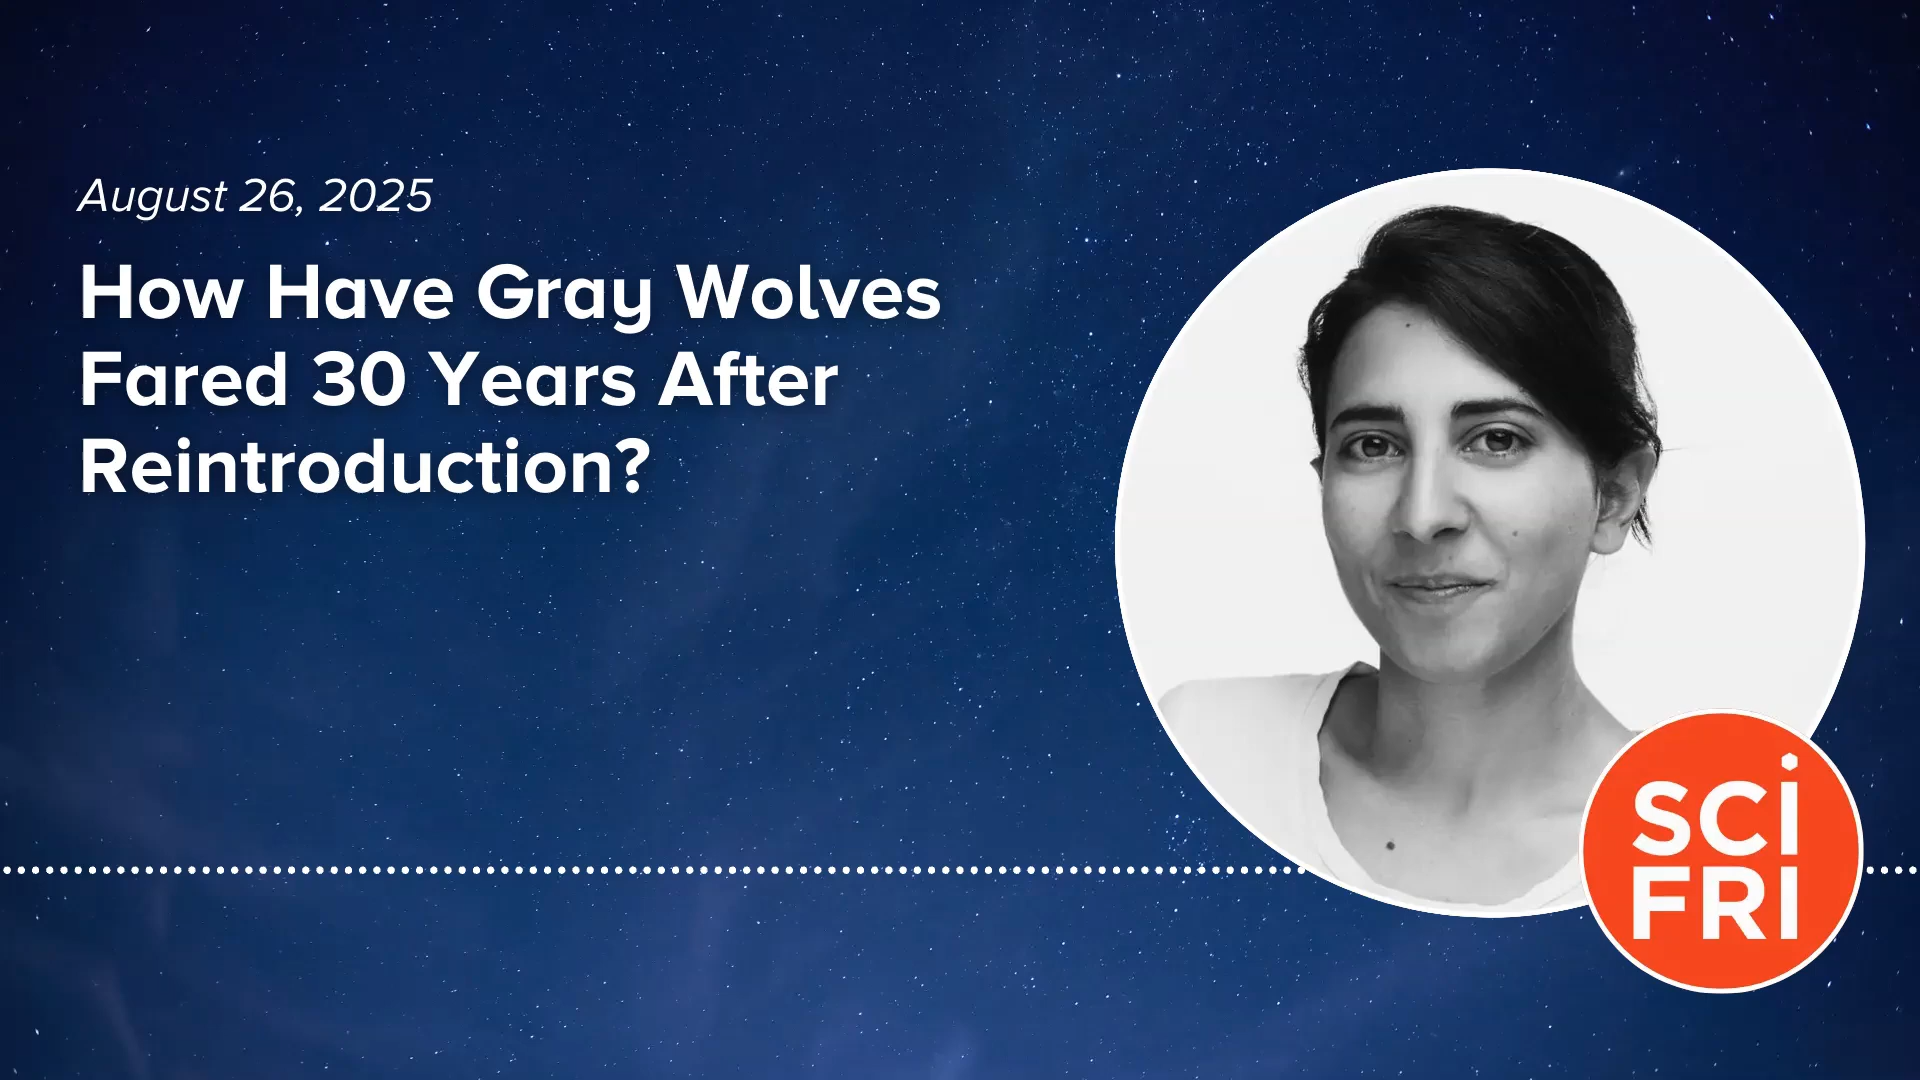 August 26, 2025
How Have Gray Wolves
Fared 30 Years After
Reintroduction?
SCI
FRI